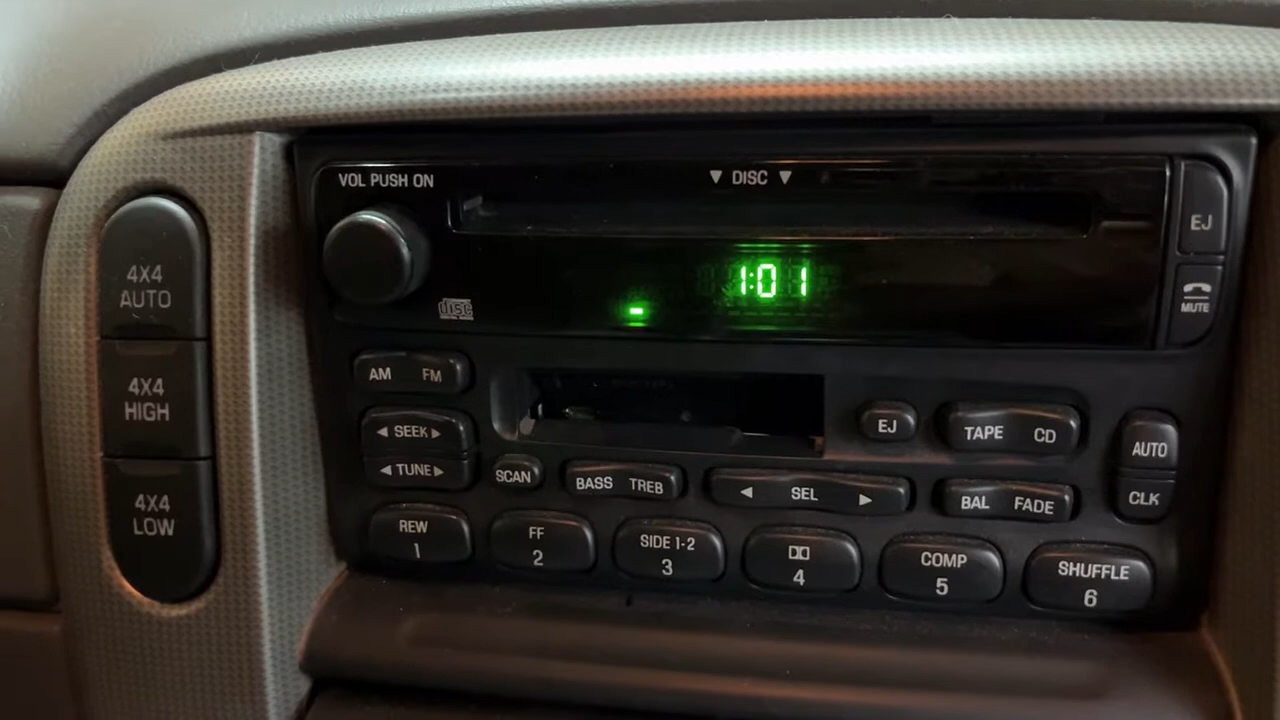 VOL PUSH ON
▼ DISC ▼
EJ
4X4
AUTO
1:01
disc
MUTE
4X4
HIGH
AM FM
◀ SEEK ▶
EJ
TAPE CD
AUTO
◀ TUNE ▶
SCAN
BASS TREB
◀ SEL ▶
BAL FADE
CLK
4X4
LOW
REW
1
FF
2
SIDE 1-2
3
4
COMP
5
SHUFFLE
6